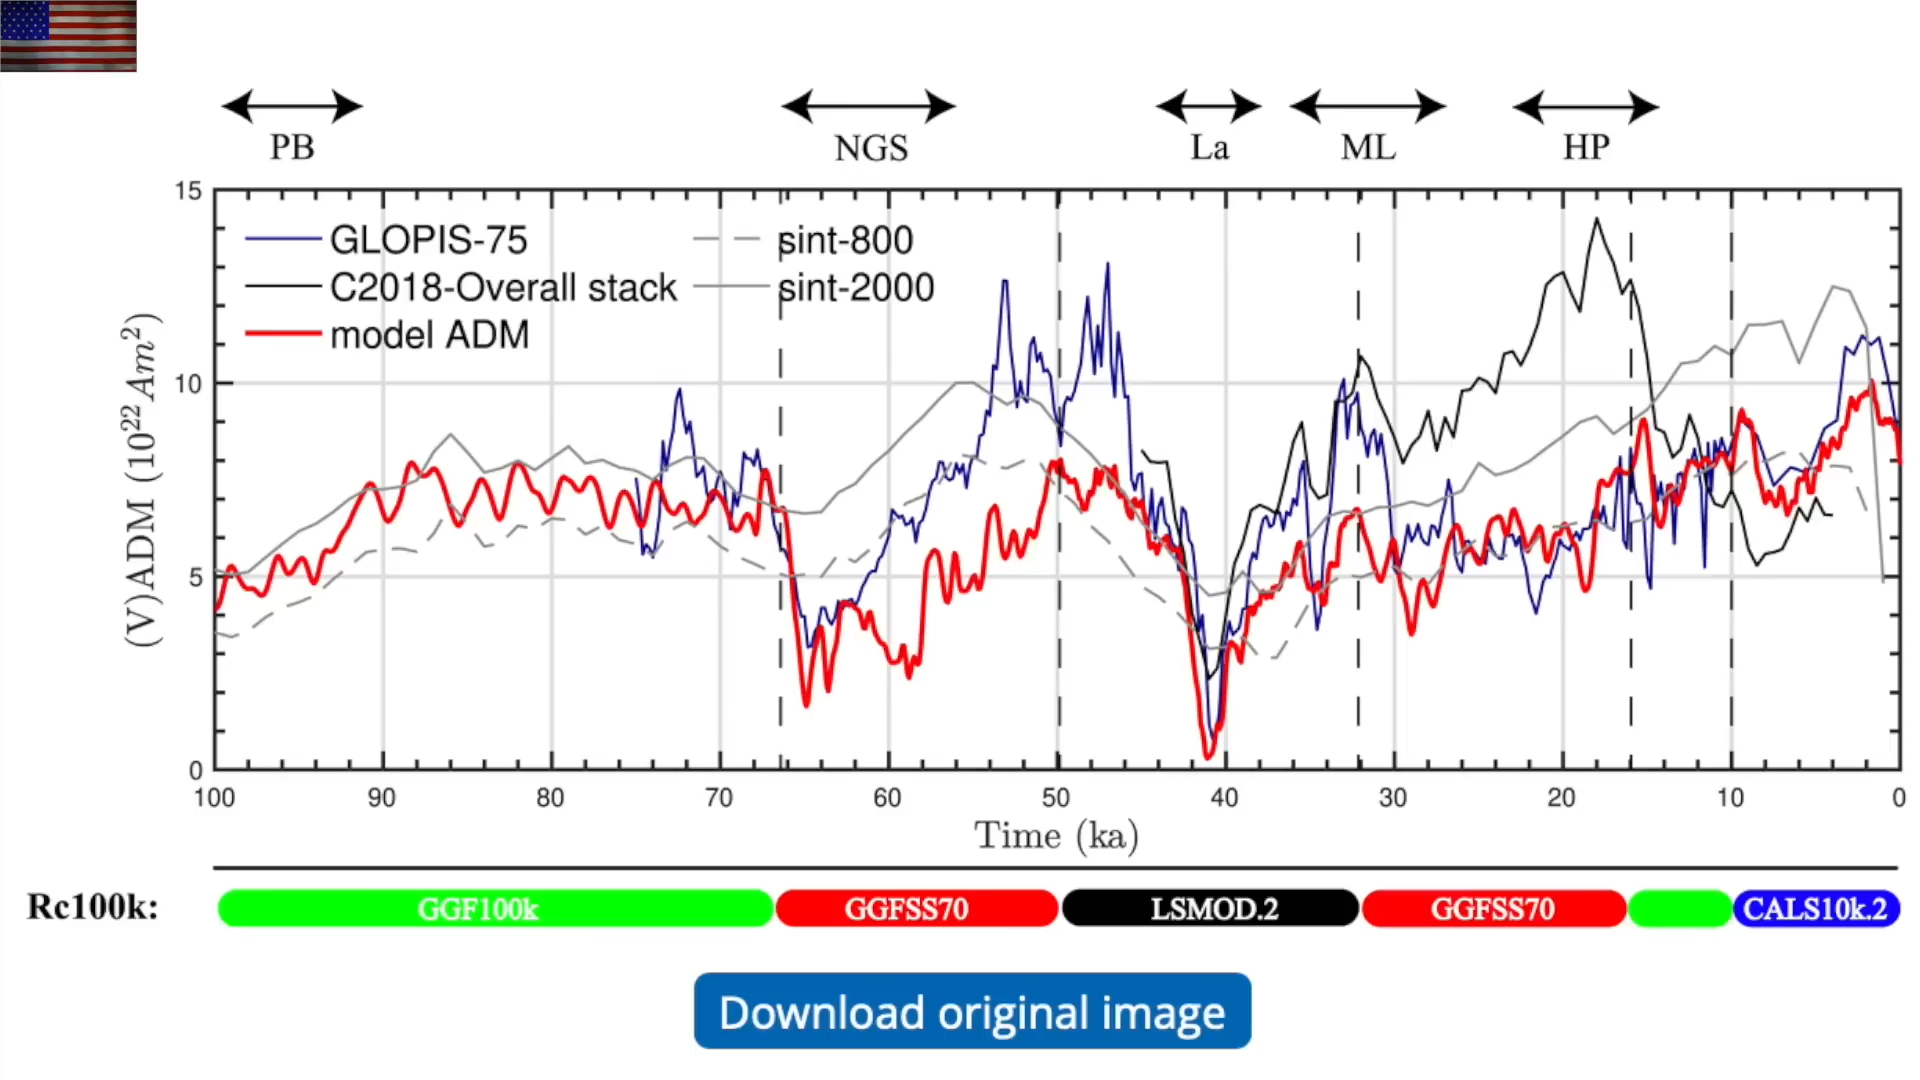 PB NGS La ML HP
15
GLOPIS-75 sint-800
C2018-Overall stack sint-2000
model ADM
10
(V)ADM (10²² Am²)
5
0
100 90 80 70 60 50 40 30 20 10 0
Time (ka)
Rc100k: GGF100k GGFSS70 LSMOD.2 GGFSS70 CALS10k.2
Download original image